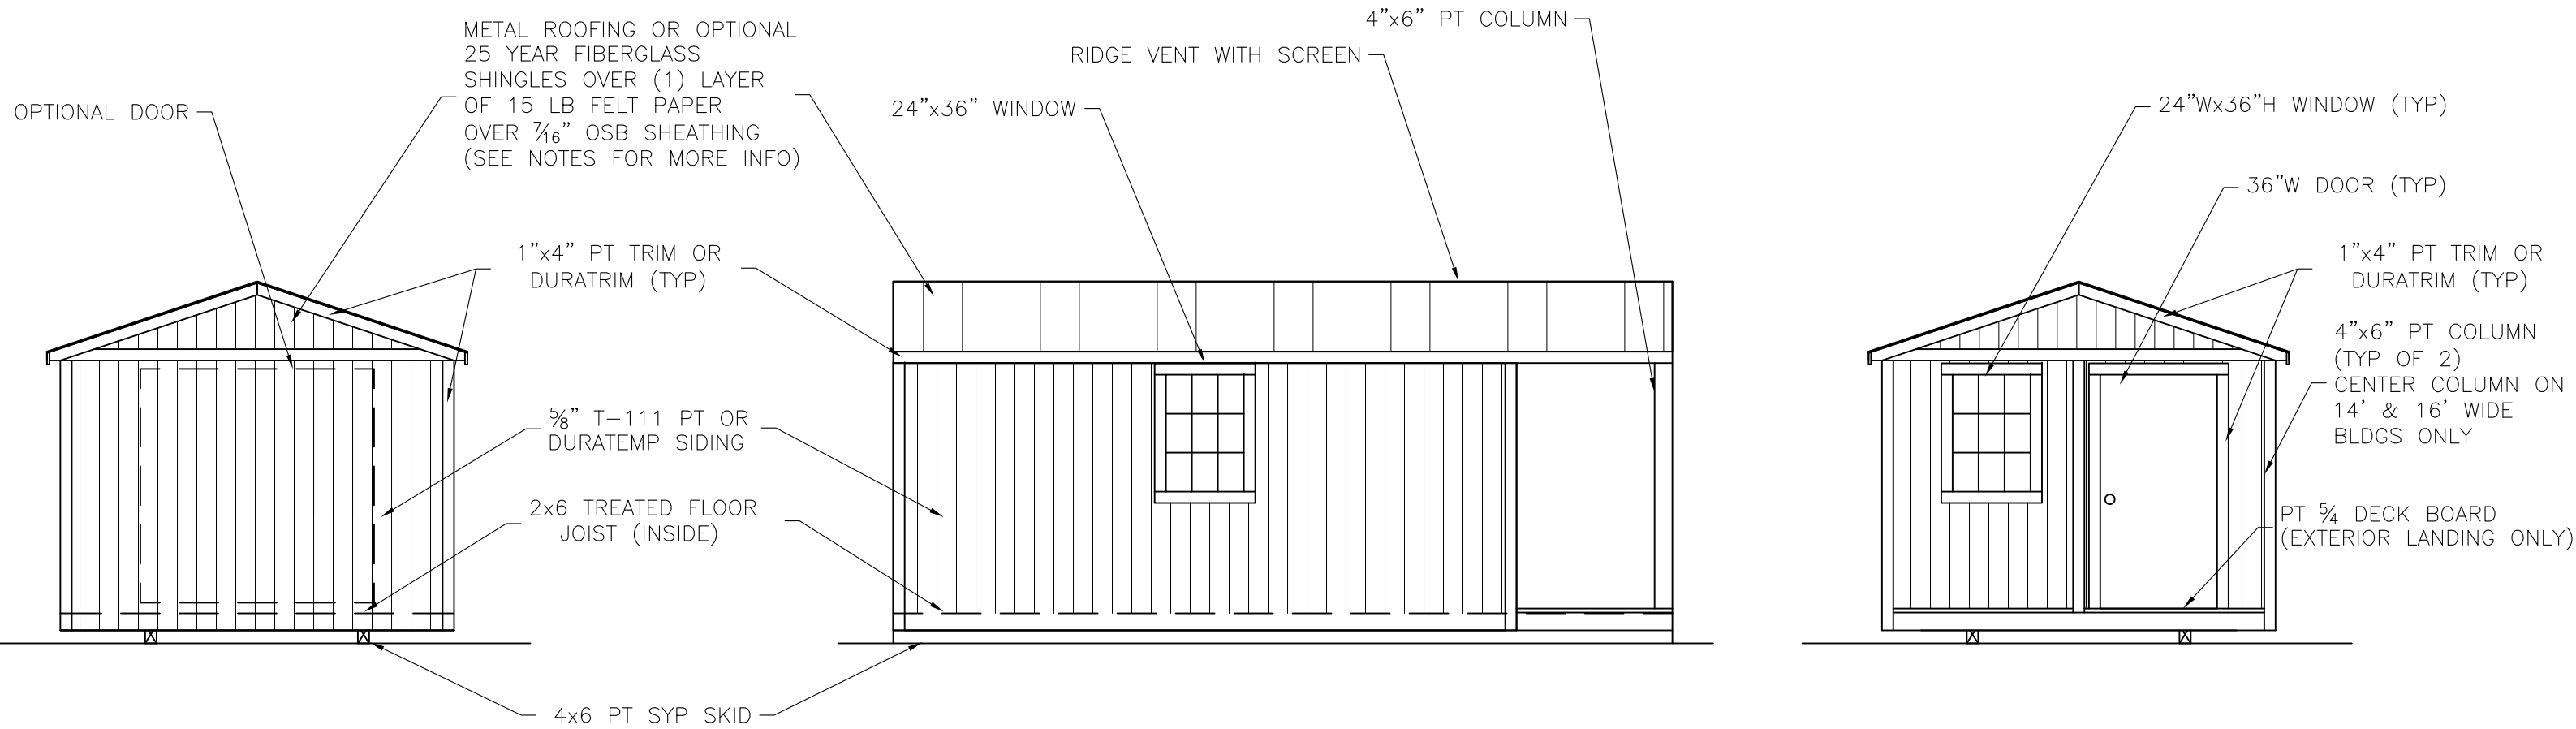 METAL ROOFING OR OPTIONAL
25 YEAR FIBERGLASS
SHINGLES OVER (1) LAYER
OF 15 LB FELT PAPER
OVER 7/16" OSB SHEATHING
(SEE NOTES FOR MORE INFO)
OPTIONAL DOOR
1"x4" PT TRIM OR
DURATRIM (TYP)
5/8" T-111 PT OR
DURATEMP SIDING
2x6 TREATED FLOOR
JOIST (INSIDE)
4x6 PT SYP SKID
4"x6" PT COLUMN
RIDGE VENT WITH SCREEN
24"x36" WINDOW
24"Wx36"H WINDOW (TYP)
36"W DOOR (TYP)
1"x4" PT TRIM OR
DURATRIM (TYP)
4"x6" PT COLUMN
(TYP OF 2)
CENTER COLUMN ON
14' & 16' WIDE
BLDGS ONLY
PT 5/4 DECK BOARD
(EXTERIOR LANDING ONLY)